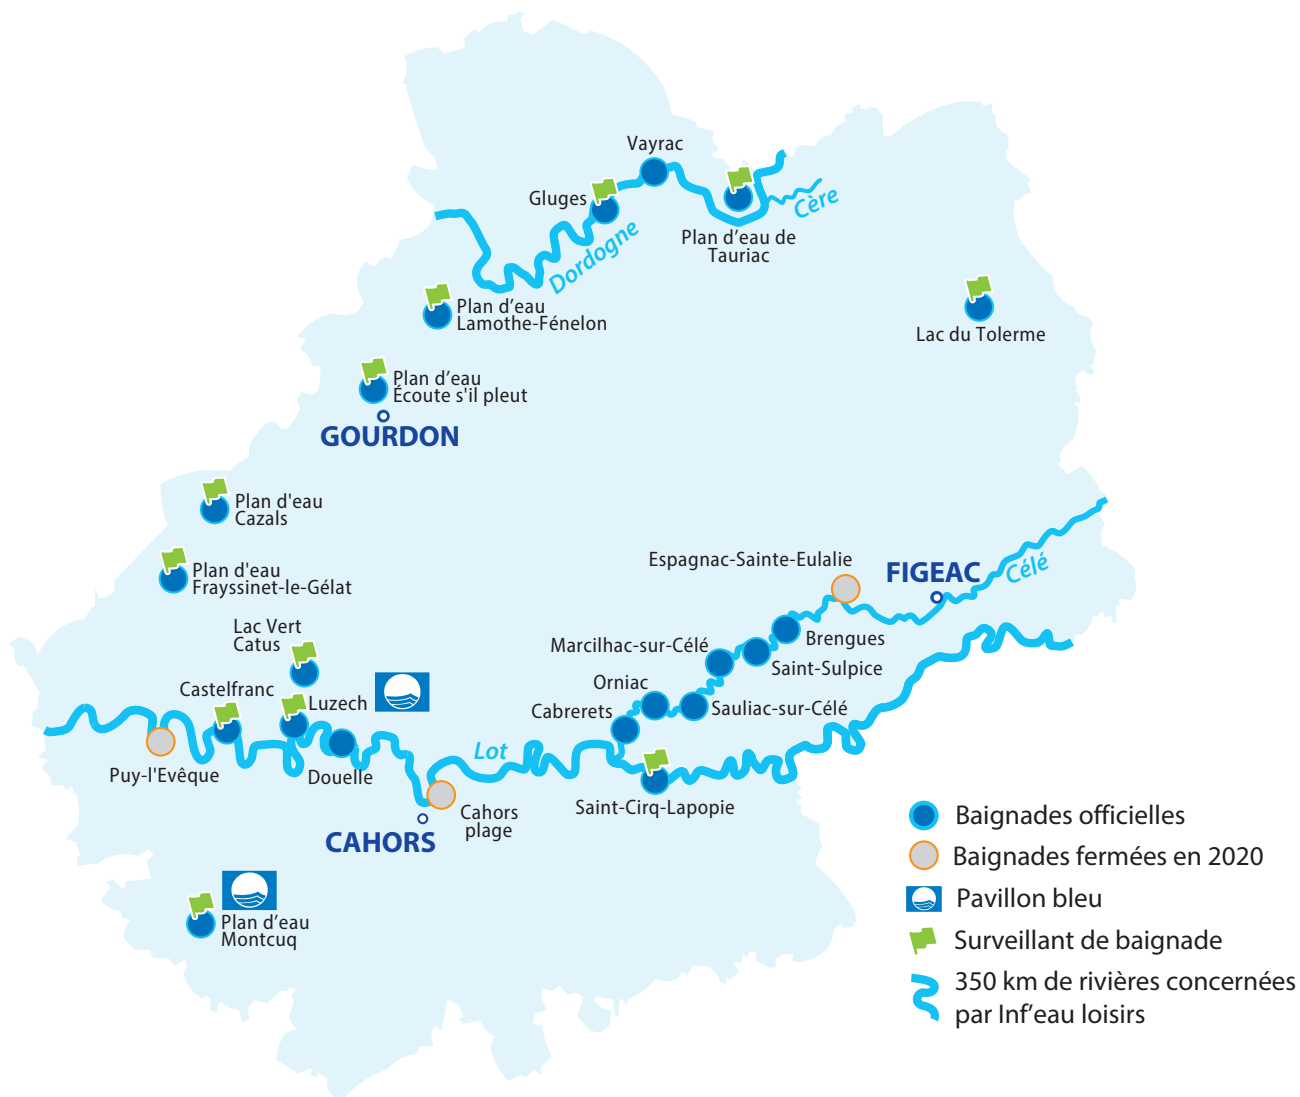 Vayrac
Gluges
Cère
Plan d’eau de
Tauriac
Dordogne
Plan d’eau
Lamothe-Fénelon
Lac du Tolerme
Plan d’eau
Écoute s'il pleut
GOURDON
Plan d'eau
Cazals
Plan d'eau
Frayssinet-le-Gélat
Espagnac-Sainte-Eulalie
FIGEAC
Célé
Lac Vert
Catus
Marcilhac-sur-Célé
Brengues
Saint-Sulpice
Castelfranc
Luzech
Orniac
Cabrerets
Sauliac-sur-Célé
Puy-l'Evêque
Douelle
Lot
Saint-Cirq-Lapopie
Cahors
plage
CAHORS
Plan d’eau
Montcuq
Baignades officielles
Baignades fermées en 2020
Pavillon bleu
Surveillant de baignade
350 km de rivières concernées
par Inf’eau loisirs